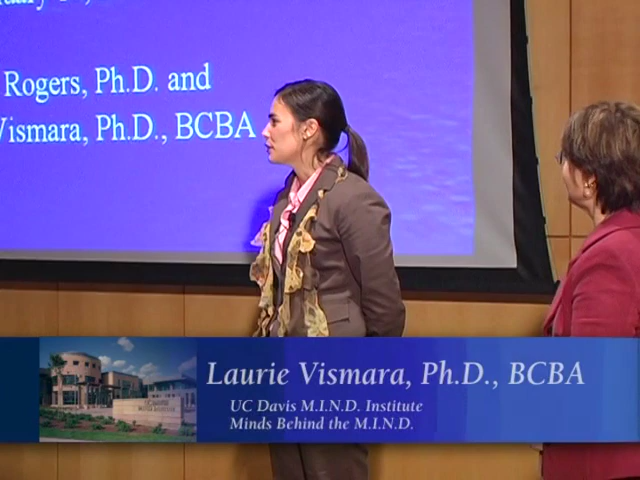 Rogers, Ph.D. and
Vismara, Ph.D., BCBA
Laurie Vismara, Ph.D., BCBA
UC Davis M.I.N.D. Institute
Minds Behind the M.I.N.D.